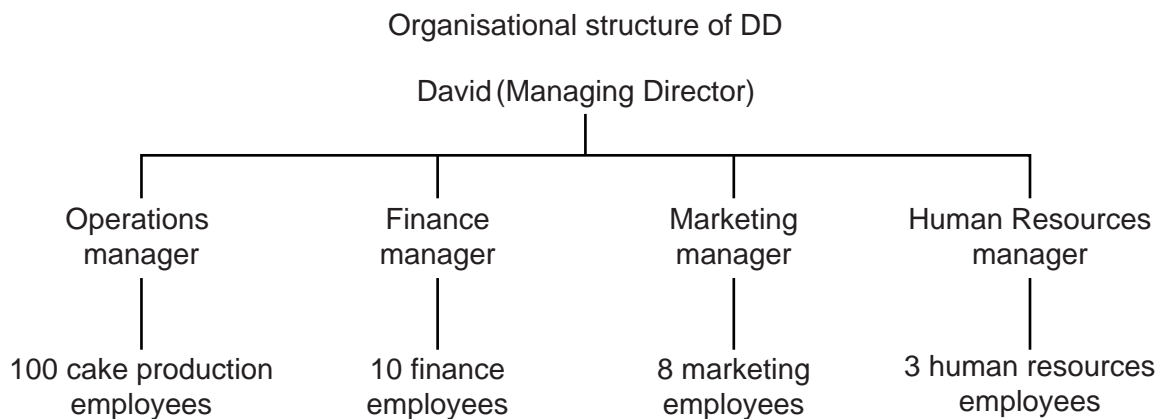 Organisational structure of DD
David (Managing Director)
Operations
manager
Finance
manager
Marketing
manager
Human Resources
manager
100 cake production
employees
10 finance
employees
8 marketing
employees
3 human resources
employees